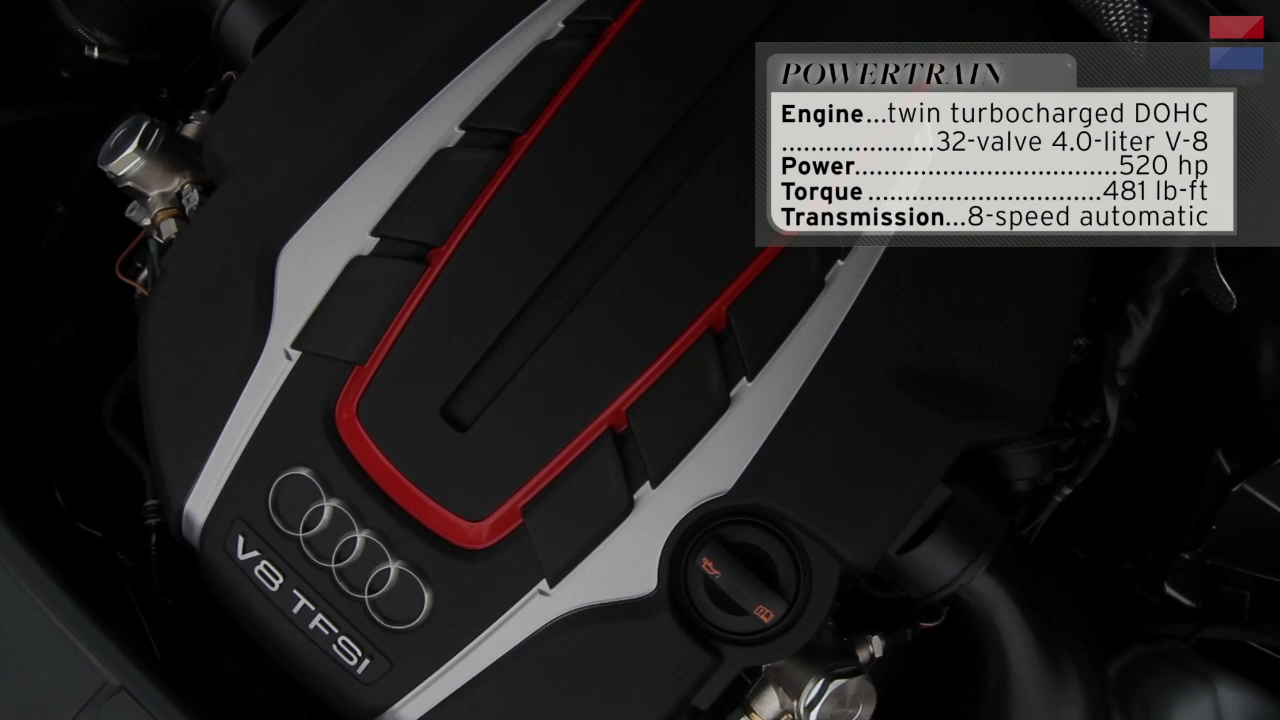 POWERTRAIN
Engine...twin turbocharged DOHC
.....................32-valve 4.0-liter V-8
Power....................................520 hp
Torque ................................481 lb-ft
Transmission...8-speed automatic
V8 TFSI